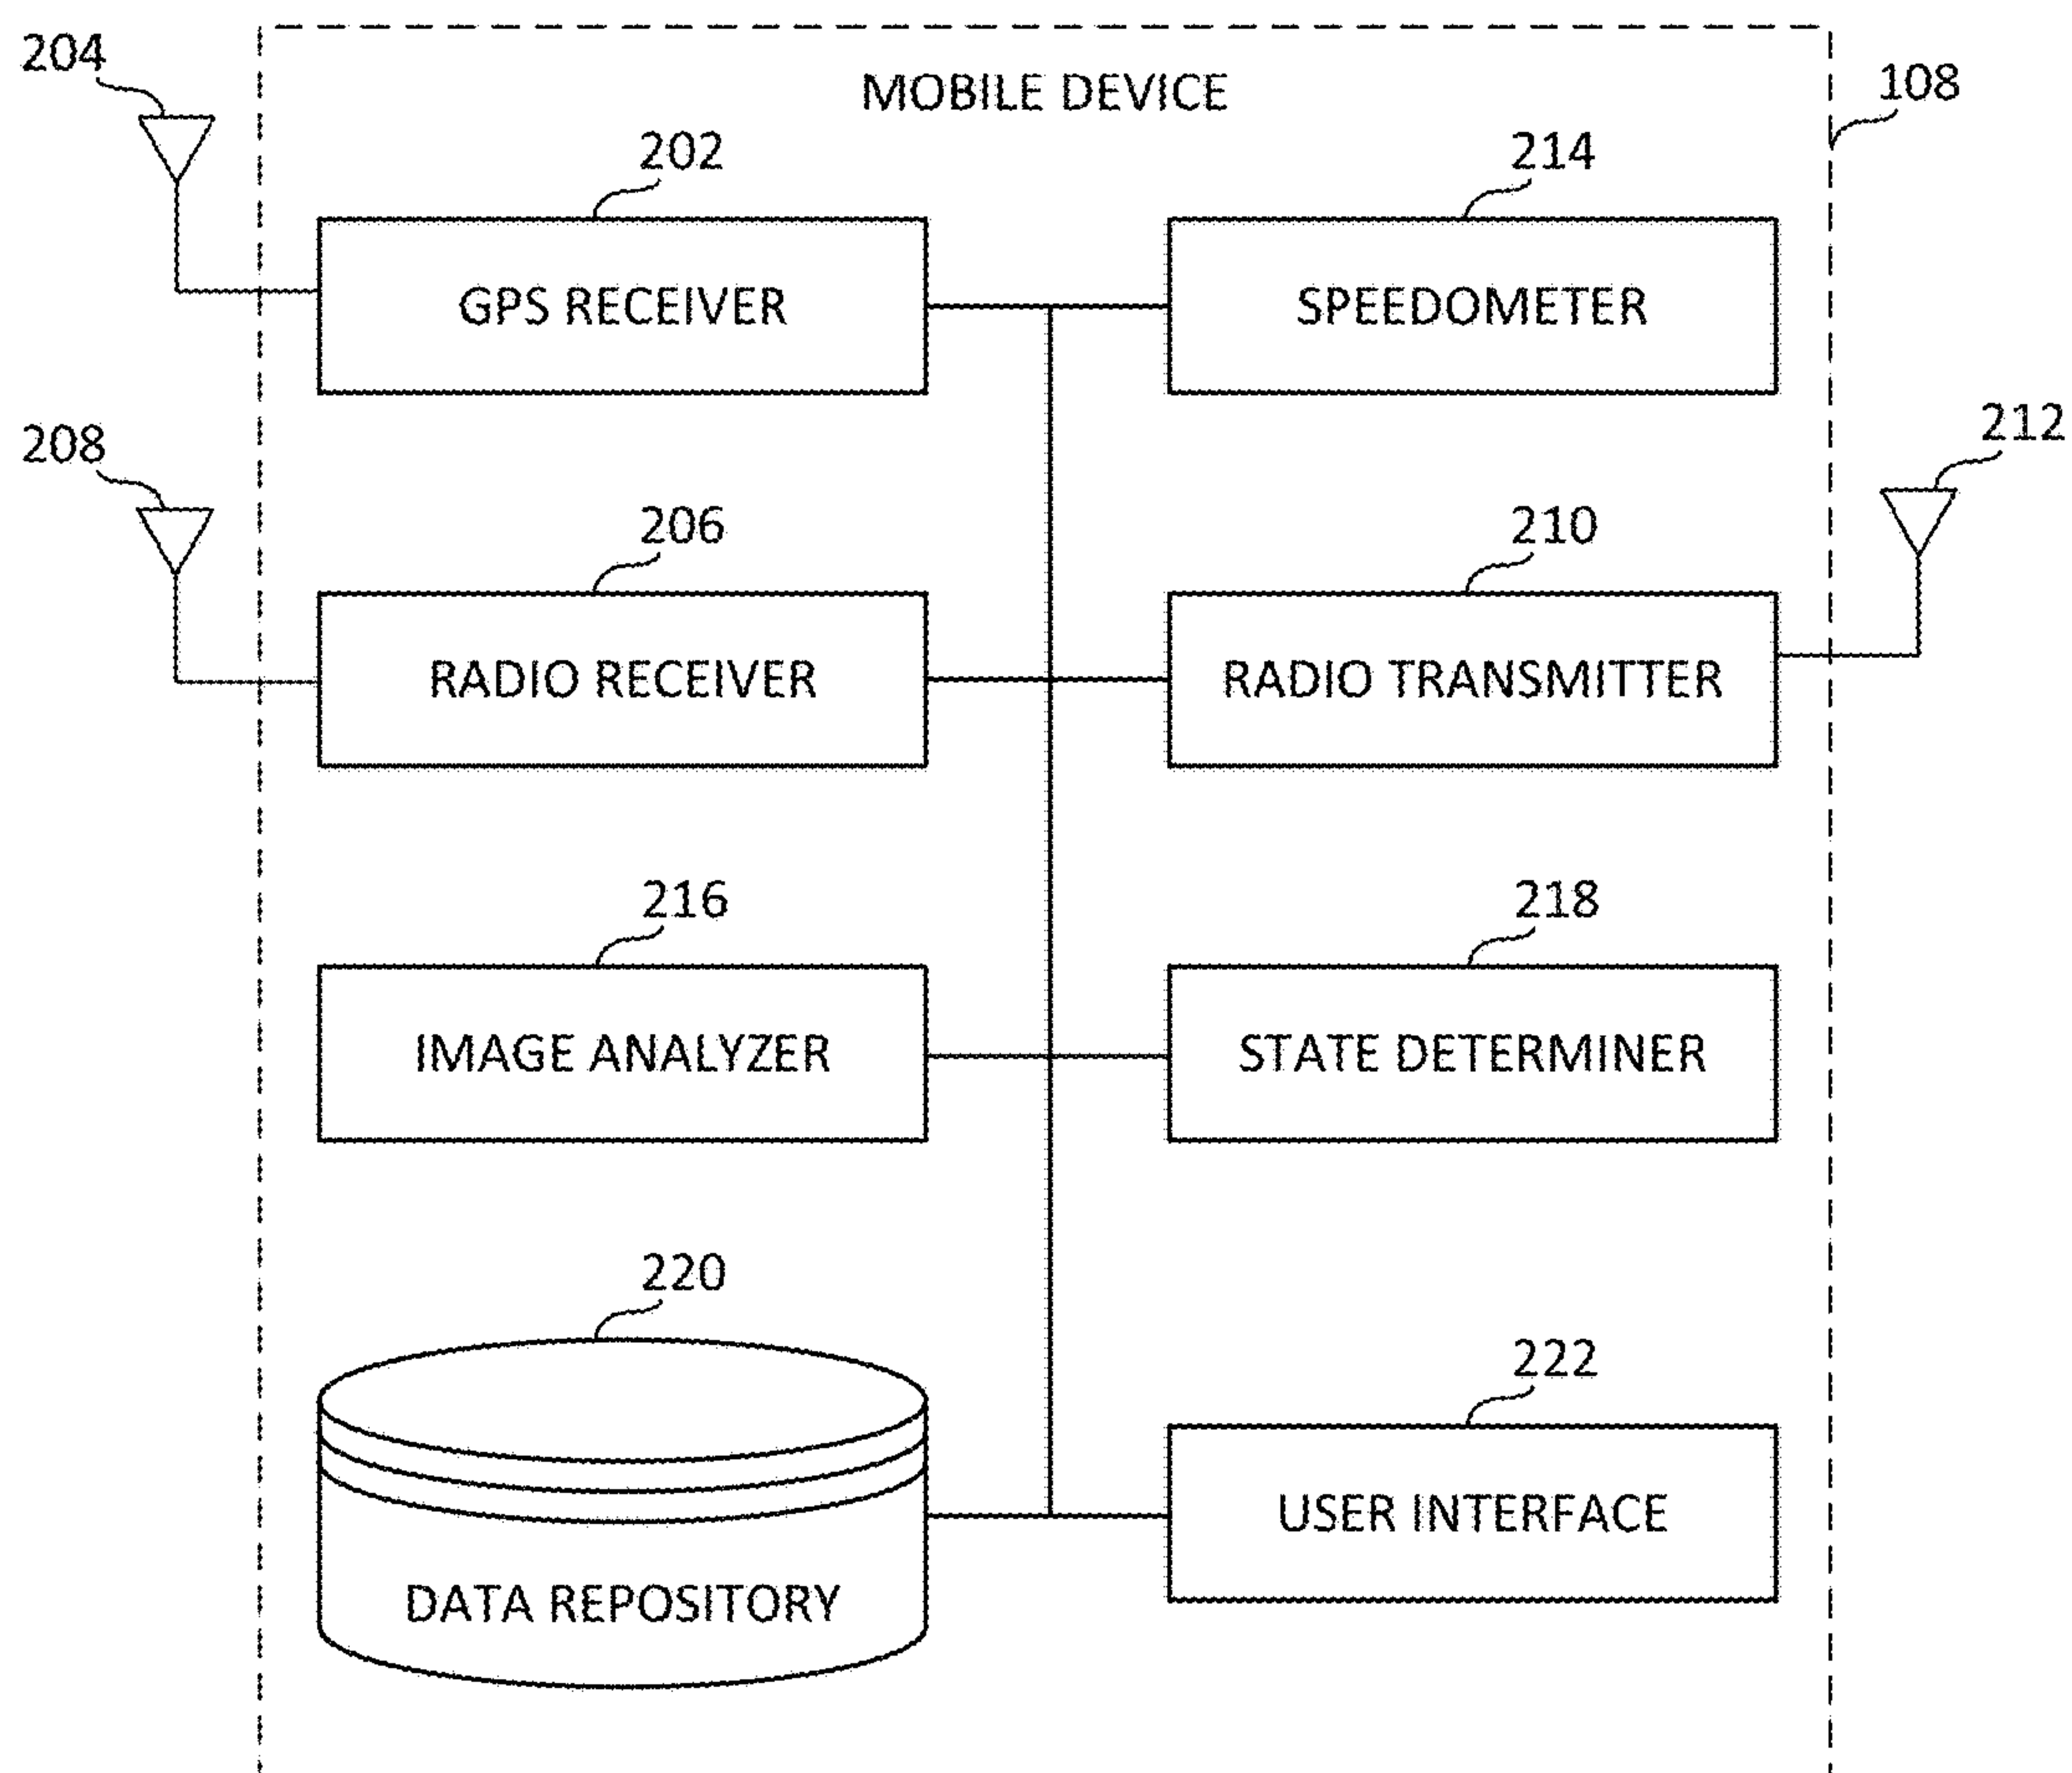 204
MOBILE DEVICE
108
202
214
GPS RECEIVER
SPEEDOMETER
208
212
206
210
RADIO RECEIVER
RADIO TRANSMITTER
216
218
IMAGE ANALYZER
STATE DETERMINER
220
222
USER INTERFACE
DATA REPOSITORY